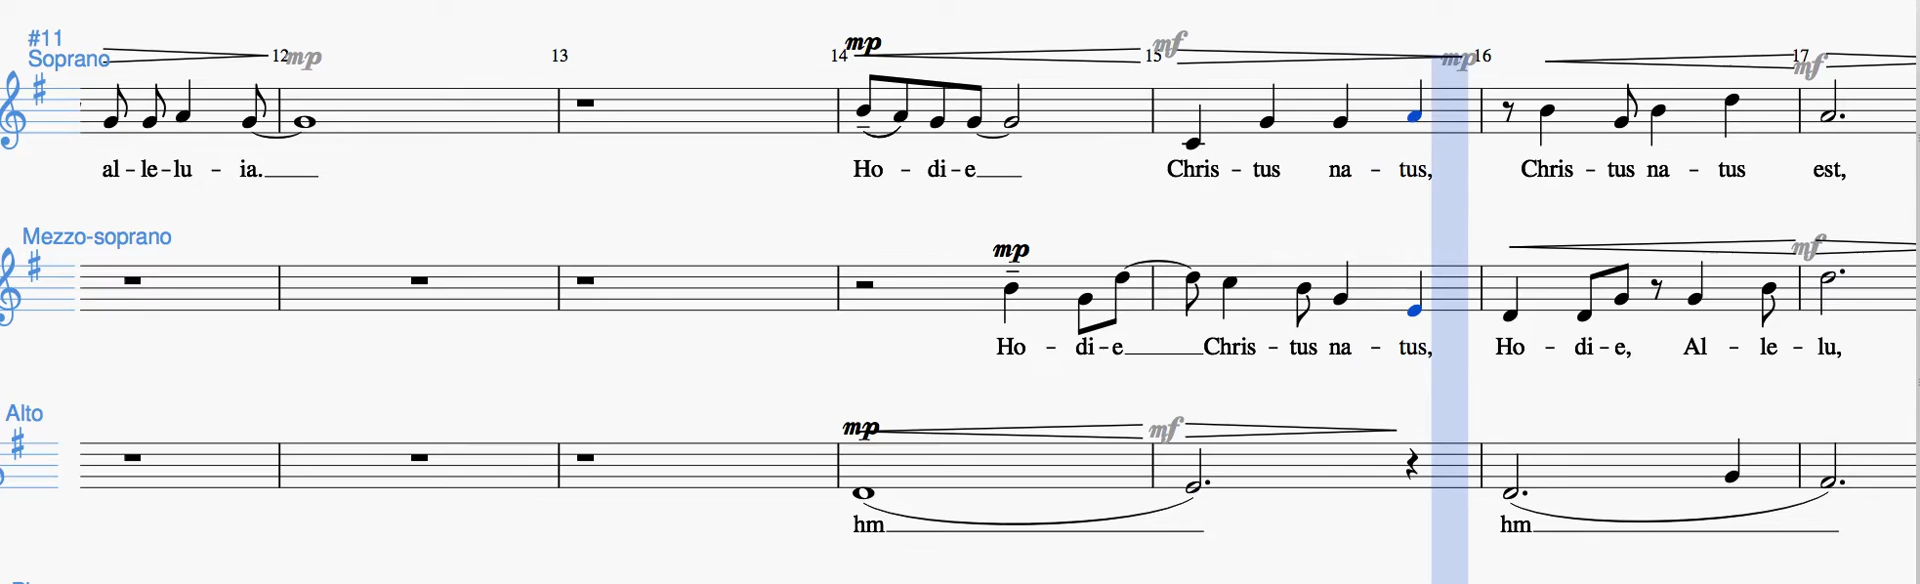 #11
Soprano
12 mp 13 14 mp 15 mf mp 16 17 mf
al - le - lu - ia. Ho - di - e Chris - tus na - tus, Chris - tus na - tus est,
Mezzo-soprano
mp mf
Ho - di - e Chris - tus na - tus, Ho - di - e, Al - le - lu,
Alto
mp mf
hm hm